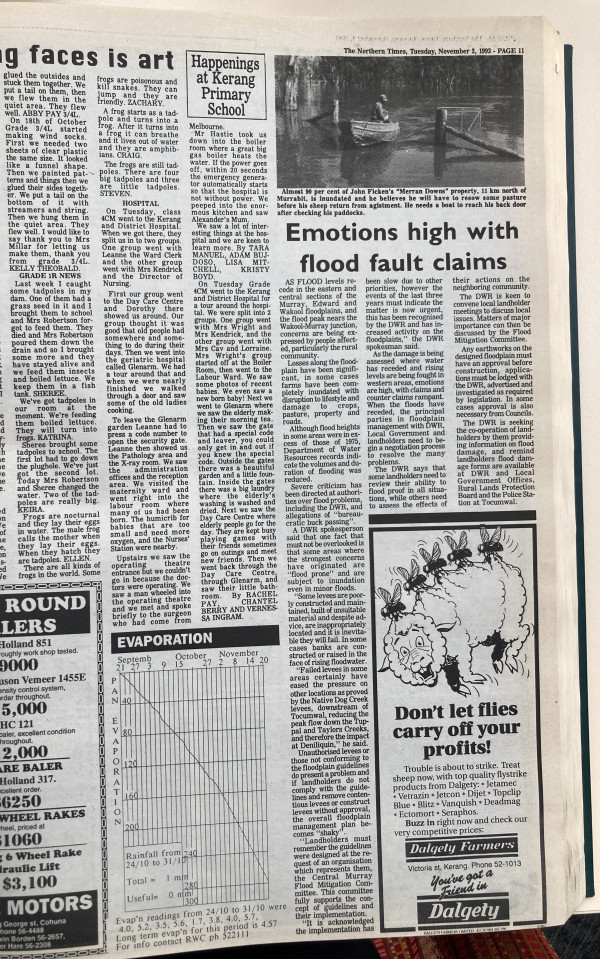 The Northern Times, Tuesday, November 2, 1993 - PAGE 11
g faces is art
glued the outsides and
stuck them together. We
put a tail on them, then
we flew them in the
quiet area. They flew
well. ABBY PAY 3/4L.
On 18th of October
Grade 3/4L started
making wind socks.
First we needed two
sheets of clear plastic
the same size. It looked
like a funnel shape.
Then we painted pat-
terns and things then we
glued their sides togeth-
er. We put a tail on the
bottom of it with
streamers and string.
Then we hung them in
the quiet area. They
flew well. I would like to
say thank you to Mrs
Millar for letting us
make them, thank you
from grade 3/4L.
KELLY THEOBALD.
GRADE 1R NEWS
Last week I caught
some tadpoles in my
dam. One of them had a
grass seed in it and I
brought them to school
and Mrs Robertson for-
got to feed them. They
died and Mrs Robertson
poured them down the
drain and so I brought
some more and they
have stayed alive and
we feed them insects
and boiled lettuce. We
keep them in a fish
tank. SHEREE.
We've got tadpoles in
our room at the
moment. We're feeding
them boiled lettuce.
They will turn into
frogs. KATRINA.
Sheree brought some
tadpoles to school. The
first lot had to go down
the plughole. We've just
got the second lot.
Today Mrs Robertson
and Sheree changed the
water. Two of the tad-
poles are really big.
KEIRA.
Frogs are nocturnal
and they lay their eggs
in water. The male frog
calls the mother when
they lay their eggs.
When they hatch they
are tadpoles. ELLEN.
There are all kinds of
frogs in the world. Some
frogs are poisonous and
kill snakes. They can
jump and they are
friendly. ZACHARY.
A frog starts as a tad-
pole and turns into a
frog. After it turns into
a frog it can breathe
and it lives out of water
and they are amphib-
ians. CRAIG.
The frogs are still tad-
poles. There are four
big tadpoles and three
are little tadpoles.
STEVEN.
HOSPITAL
On Tuesday, class
4CM went to the Kerang
and District Hospital.
When we got there, they
split us in to two groups.
One group went with
Leanne the Ward Clerk
and the other group
went with Mrs Kendrick
and the Director of
Nursing.
First our group went
to the Day Care Centre
and Dorothy there
showed us around. Our
group thought it was
good that old people had
somewhere and some-
thing to do during their
days. Then we went into
the geriatric hospital
called Glenarm. We had
a tour around that and
when we were nearly
finished we walked
through a door and saw
some of the old ladies
cooking.
To leave the Glenarm
garden Leanne had to
press a code number to
open the security gate.
Leanne then showed us
the Pathology area and
the X-ray room. We saw
the administration
offices and the reception
area. We visited the
maternity ward and
went right into the
labour room where
many of us had been
born. The humicrib for
babies that are too
small and need more
oxygen, and the Nurses'
Station were nearby.
Upstairs we saw the
operating theatre
entrance but we couldn't
go in because the doc-
tors were operating. We
saw a man wheeled into
the operating theatre
and we met and spoke
briefly to the surgeon
who had come from
Happenings
at Kerang
Primary
School
Melbourne.
Mr Hastie took us
down into the boiler
room where a great big
gas boiler heats the
water. If the power goes
off, within 20 seconds
the emergency genera-
tor automatically starts
so that the hospital is
not without power. We
peeped into the enor-
mous kitchen and saw
Alexander's Mum.
We saw a lot of inter-
esting things at the hos-
pital and we are keen to
learn more. By TARA
MANUEL, ADAM BUJ-
DOSO, LISA MIT-
CHELL, KRISTY
BOYD.
On Tuesday Grade
4CM went to the Kerang
and District Hospital for
a tour around the hospi-
tal. We were split into 2
groups. One group went
with Mrs Wright and
Mrs Kendrick, and the
other group went with
Mrs Cav and Lorraine.
Mrs Wright's group
started off at the Boiler
Room, then went to the
Labour Ward. We saw
some photos of recent
babies. We even saw a
new born baby! Next we
went to Glenarm where
we saw the elderly mak-
ing their morning tea.
Then we saw the gate
that had a special code
and leaver, you could
only get in and out if
you knew the special
code. Outside the gates
there was a beautiful
garden and a little foun-
tain. Inside the gates
there was a big laundry
where the elderly's
washing is washed and
dried. Next we saw the
Day Care Centre where
elderly people go for the
day. They are kept busy
playing games with
their friends sometimes
go on outings and meet
new friends. Then we
went back through the
Day Care Centre,
through Glenarm, and
saw their little bath-
room. By RACHEL
PAY, CHANTEL
BERRY AND VERNES-
SA INGRAM.
Almost 90 per cent of John Ficken's "Merran Downs" property, 11 km north of
Murrabit, is inundated and he believes he will have to resow some pasture
before his sheep return from agistment. He needs a boat to reach his back door
after checking his paddocks.
Emotions high with
flood fault claims
AS FLOOD levels re-
cede in the eastern and
central sections of the
Murray, Edward and
Wakool floodplains, and
the flood peak nears the
Wakool-Murray junction,
concerns are being ex-
pressed by people affect-
ed, particularly the rural
community.
Losses along the flood-
plain have been signifi-
cant, in some cases
farms have been com-
pletely inundated with
disruption to lifestyle and
damage to crops,
pasture, property and
roads.
Although flood heights
in some areas were in ex-
cess of those of 1975,
Department of Water
Resources records indi-
cate the volumes and du-
ration of flooding was
reduced.
Severe criticism has
been directed at authori-
ties over flood problems,
including the DWR, and
allegations of "bureau-
cratic buck passing".
A DWR spokesperson
said that one fact that
must not be overlooked is
that some areas where
the strongest concerns
have originated are
"flood prone" and are
subject to inundation
even in minor floods.
"Some levees are poor-
ly constructed and main-
tained, built of unsuitable
material and despite ad-
vice, are inappropriately
located and it is inevita-
ble they will fail. In some
cases banks are con-
structed or raised in the
face of rising floodwater.
"Failed levees in some
areas certainly have
eased the pressure on
other locations as proved
by the Native Dog Creek
levees, downstream of
Tocumwal, reducing the
peak flow down the Tup-
pal and Taylors Creeks,
and therefore the impact
at Deniliquin," he said.
Unauthorised levees or
those not conforming to
the floodplain guidelines
do present a problem and
if landholders do not
comply with the guide-
lines and remove conten-
tious levees or construct
levees without approval,
the overall floodplain
management plan be-
comes "shaky".
"Landholders must
remember the guidelines
were designed at the re-
quest of an organisation
which represents them,
the Central Murray
Flood Mitigation Com-
mittee. This committee
fully supports the con-
cept of guidelines and
their implementation.
"It is acknowledged
the implementation has
been slow due to other
priorities, however the
events of the last three
years must indicate the
matter is now urgent,
this has been recognised
by the DWR and has in-
creased activity on the
floodplains," the DWR
spokesman said.
As the damage is being
assessed where water
has receded and rising
levels are being fought in
western areas, emotions
are high, with claims and
counter claims rampant.
When the floods have
receded, the principal
parties in floodplain
management with DWR,
Local Government and
landholders need to be-
gin a negotiation process
to resolve the many
problems.
The DWR says that
some landholders need to
review their ability to
flood proof in all situa-
tions, while others need
to assess the effects of
their actions on the
neighboring community.
The DWR is keen to
convene local landholder
meetings to discuss local
issues. Matters of major
importance can then be
discussed by the Flood
Mitigation Committee.
Any earthworks on the
designed floodplain must
have an approval before
construction, applica-
tions must be lodged with
the DWR, advertised and
investigated as required
by legislation. In some
cases approval is also
necessary from Councils.
The DWR is seeking
the co-operation of land-
holders by them provid-
ing information on flood
damage, and remind
landholders flood dam-
age forms are available
at DWR and Local
Government Offices,
Rural Lands Protection
Board and the Police Sta-
tion at Tocumwal.
ROUND
LERS
Holland 851
roughly work shop tested.
9000
uson Vemeer 1455E
ensity control system,
order throughout.
5,000
HC 121
caler, excellent condition
throughout.
2,000
ARE BALER
Holland 317.
excellent order.
6250
WHEEL RAKES
wheel, priced at
1060
6 Wheel Rake
raulic Lift
$3,100
MOTORS
George st, Cohuna
Phone 56-4488
rvin Borden 56-2657,
er Hare 56-2308
EVAPORATION
Septemb October November
21 27 3 9 15 27 2 8 14 20
PAN EVAPORATION
40
80
120
160
200
240
280
300
Rainfall from
24/10 to 31/10
Total = 1 mm
Useful= 0 mm
Evap'n readings from 24/10 to 31/10 were
4.0, 5.2, 3.5, 5.6, 1.7, 3.8, 4.0, 5.7,
Long term evap'n for this period is 4.57
For info contact RWC ph 522111
Don't let flies
carry off your
profits!
Trouble is about to strike. Treat
sheep now, with top quality flystrike
products from Dalgety: • Jetamec
• Vetrazin • Jetcon • Dijet • Topclip
Blue • Blitz • Vanquish • Deadmag
• Ectomort • Seraphos.
Buzz in right now and check our
very competitive prices:
Dalgety Farmers
Victoria st, Kerang. Phone 52-1013
You've got a
Friend in
Dalgety